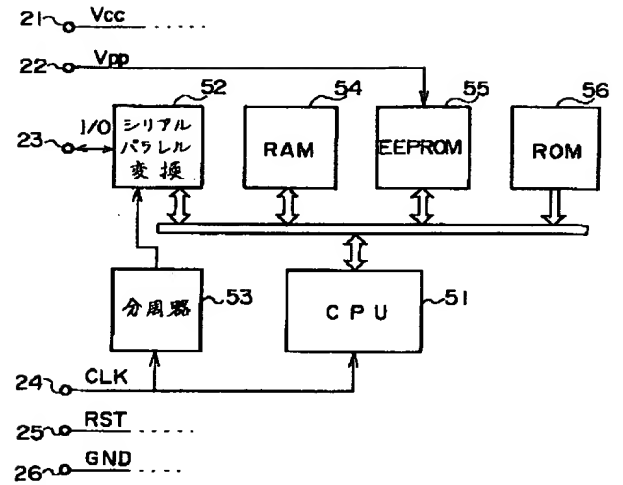 21 Vcc
22 Vpp
52
54
55
56
23 I/O
シリアル
パラレル
変換
RAM
EEPROM
ROM
分周器
53
CPU
51
24 CLK
25 RST
26 GND